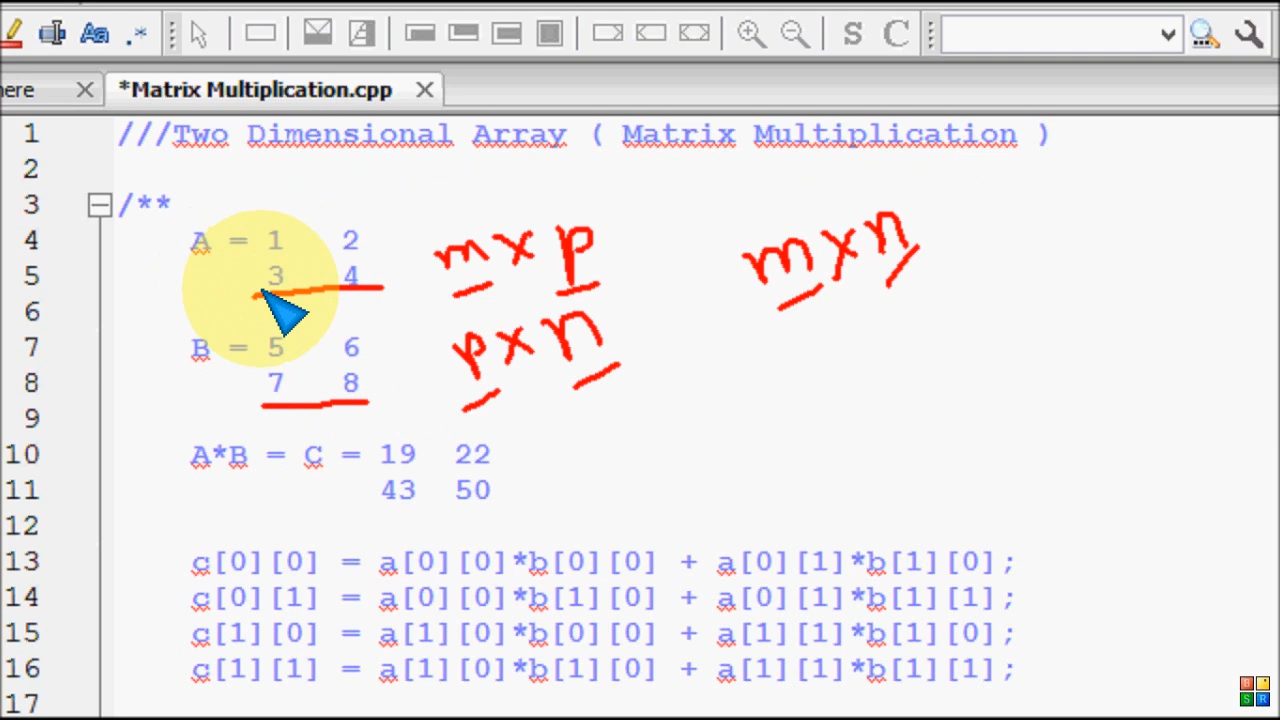 ere
*Matrix Multiplication.cpp
1 ///Two Dimensional Array ( Matrix Multiplication )
2
3 /**
4 A = 1 2 m x p m x n
5 3 4
6
7 B = 5 6 p x n
8 7 8
9
10 A*B = C = 19 22
11 43 50
12
13 c[0][0] = a[0][0]*b[0][0] + a[0][1]*b[1][0];
14 c[0][1] = a[0][0]*b[1][0] + a[0][1]*b[1][1];
15 c[1][0] = a[1][0]*b[0][0] + a[1][1]*b[1][0];
16 c[1][1] = a[1][0]*b[1][0] + a[1][1]*b[1][1];
17